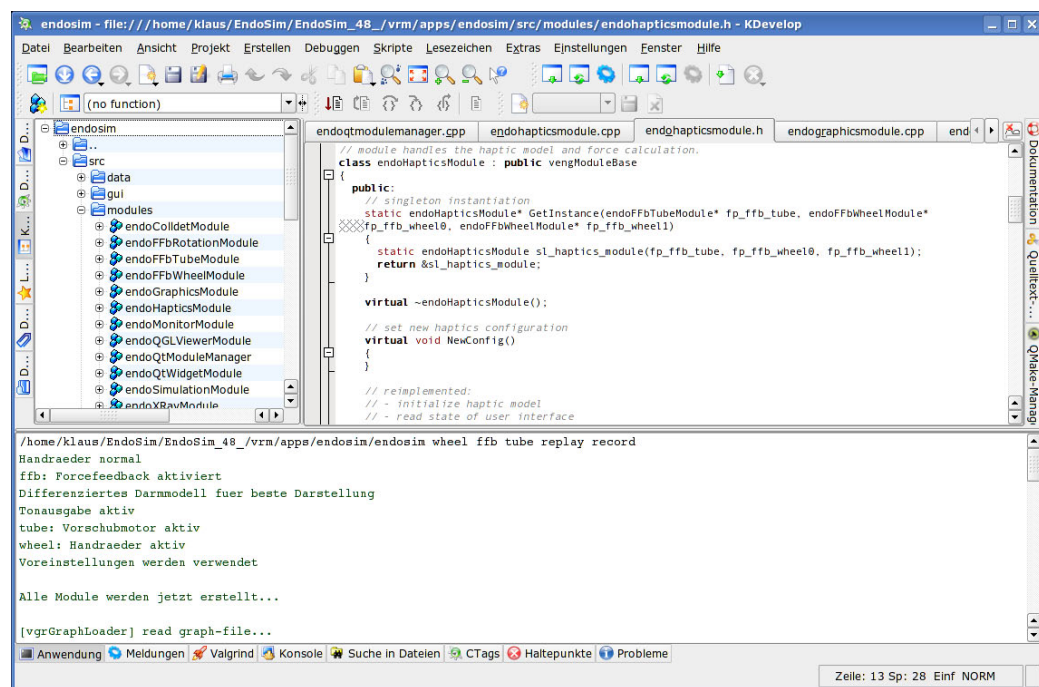 endosim - file:///home/klaus/EndoSim/EndoSim_48_/vrm/apps/endosim/src/modules/endohapticsmodule.h - KDevelop
Datei Bearbeiten Ansicht Projekt Erstellen Debuggen Skripte Lesezeichen Extras Einstellungen Fenster Hilfe
(no function)
endosim
..
src
data
gui
modules
endoColldetModule
endoFFbRotationModule
endoFFbTubeModule
endoFFbWheelModule
endoGraphicsModule
endoHapticsModule
endoMonitorModule
endoQGLViewerModule
endoQtModuleManager
endoQtWidgetModule
endoSimulationModule
endoXRayModule
D...
D...
K...
L...
D...
D...
endoqtmodulemanager.cpp endohapticsmodule.cpp endohapticsmodule.h endographicsmodule.cpp end
// module handles the haptic model and force calculation.
class endoHapticsModule : public vengModuleBase
{
public:
// singleton instantiation
static endoHapticsModule* GetInstance(endoFFbTubeModule* fp_ffb_tube, endoFFbWheelModule*
fp_ffb_wheel0, endoFFbWheelModule* fp_ffb_wheel1)
{
static endoHapticsModule sl_haptics_module(fp_ffb_tube, fp_ffb_wheel0, fp_ffb_wheel1);
return &sl_haptics_module;
}
virtual ~endoHapticsModule();
// set new haptics configuration
virtual void NewConfig()
{
}
// reimplemented:
// - initialize haptic model
// - read state of user interface
Dokumentation
Quelltext-...
QMake-Manag
/home/klaus/EndoSim/EndoSim_48_/vrm/apps/endosim/endosim wheel ffb tube replay record
Handraeder normal
ffb: Forcefeedback aktiviert
Differenziertes Darmmodell fuer beste Darstellung
Tonausgabe aktiv
tube: Vorschubmotor aktiv
wheel: Handraeder aktiv
Voreinstellungen werden verwendet
Alle Module werden jetzt erstellt...
[vgrGraphLoader] read graph-file...
Anwendung Meldungen Valgrind Konsole Suche in Dateien CTags Haltepunkte Probleme
Zeile: 13 Sp: 28 Einf NORM